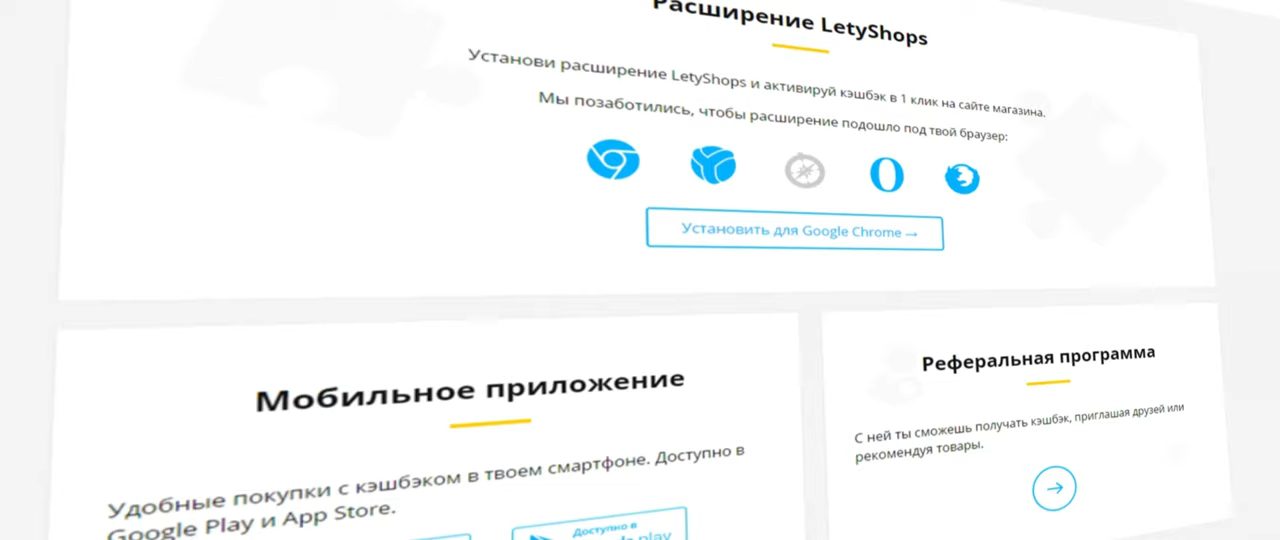 Расширение LetyShops
Установи расширение LetyShops и активируй кэшбэк в 1 клик на сайте магазина.
Мы позаботились, чтобы расширение подошло под твой браузер:
Установить для Google Chrome →
Мобильное приложение
Удобные покупки с кэшбэком в твоем смартфоне. Доступно в
Google Play и App Store.
Доступно в
play
Реферальная программа
С ней ты сможешь получать кэшбэк, приглашая друзей или
рекомендуя товары.